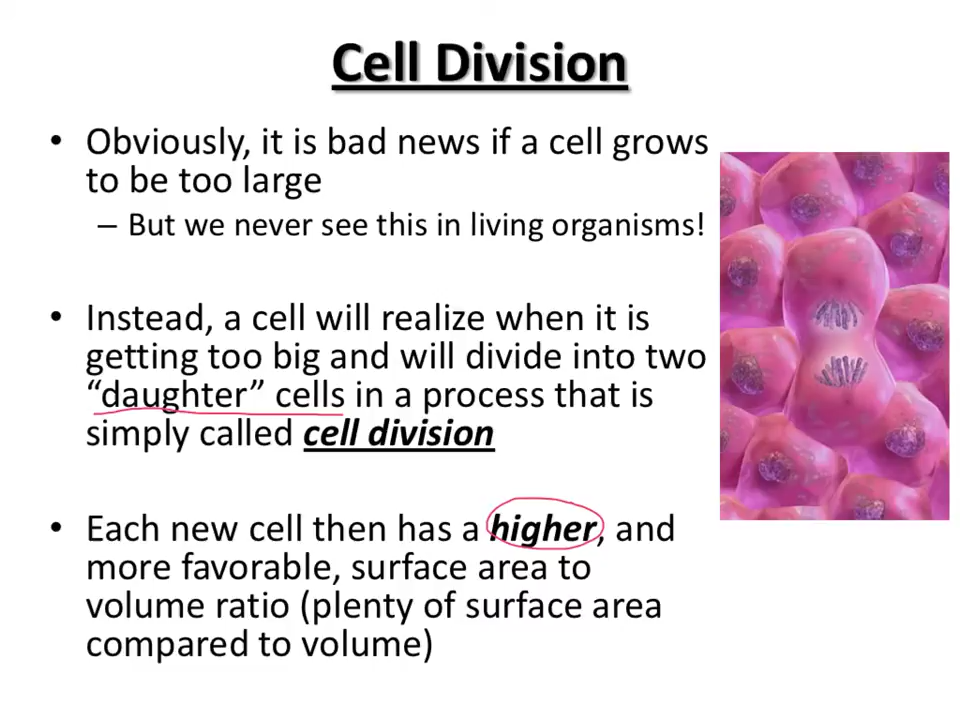 Cell Division
• Obviously, it is bad news if a cell grows
to be too large
– But we never see this in living organisms!
• Instead, a cell will realize when it is
getting too big and will divide into two
“daughter” cells in a process that is
simply called cell division
• Each new cell then has a higher, and
more favorable, surface area to
volume ratio (plenty of surface area
compared to volume)